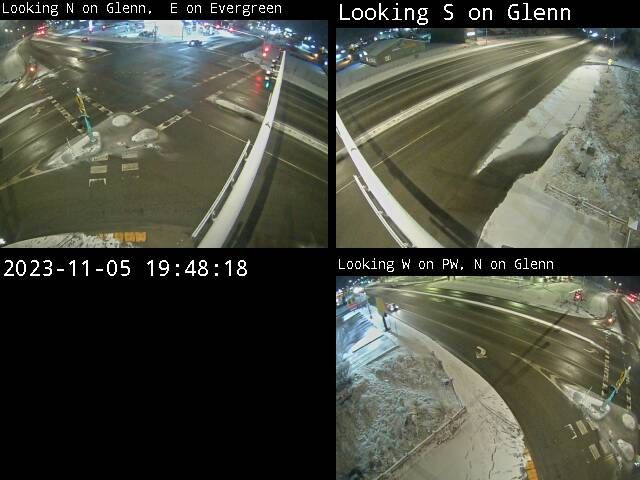 Looking N on Glenn,  E on Evergreen
Looking S on Glenn
2023-11-05 19:48:18
Looking W on PW, N on Glenn